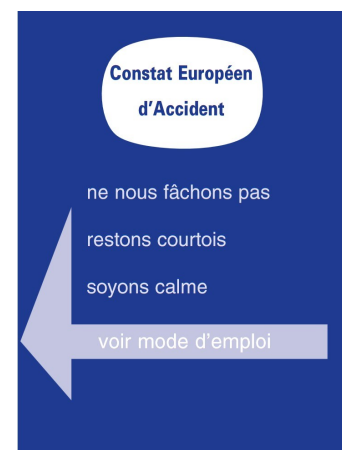 Constat Européen
d'Accident
ne nous fâchons pas
restons courtois
soyons calme
voir mode d'emploi